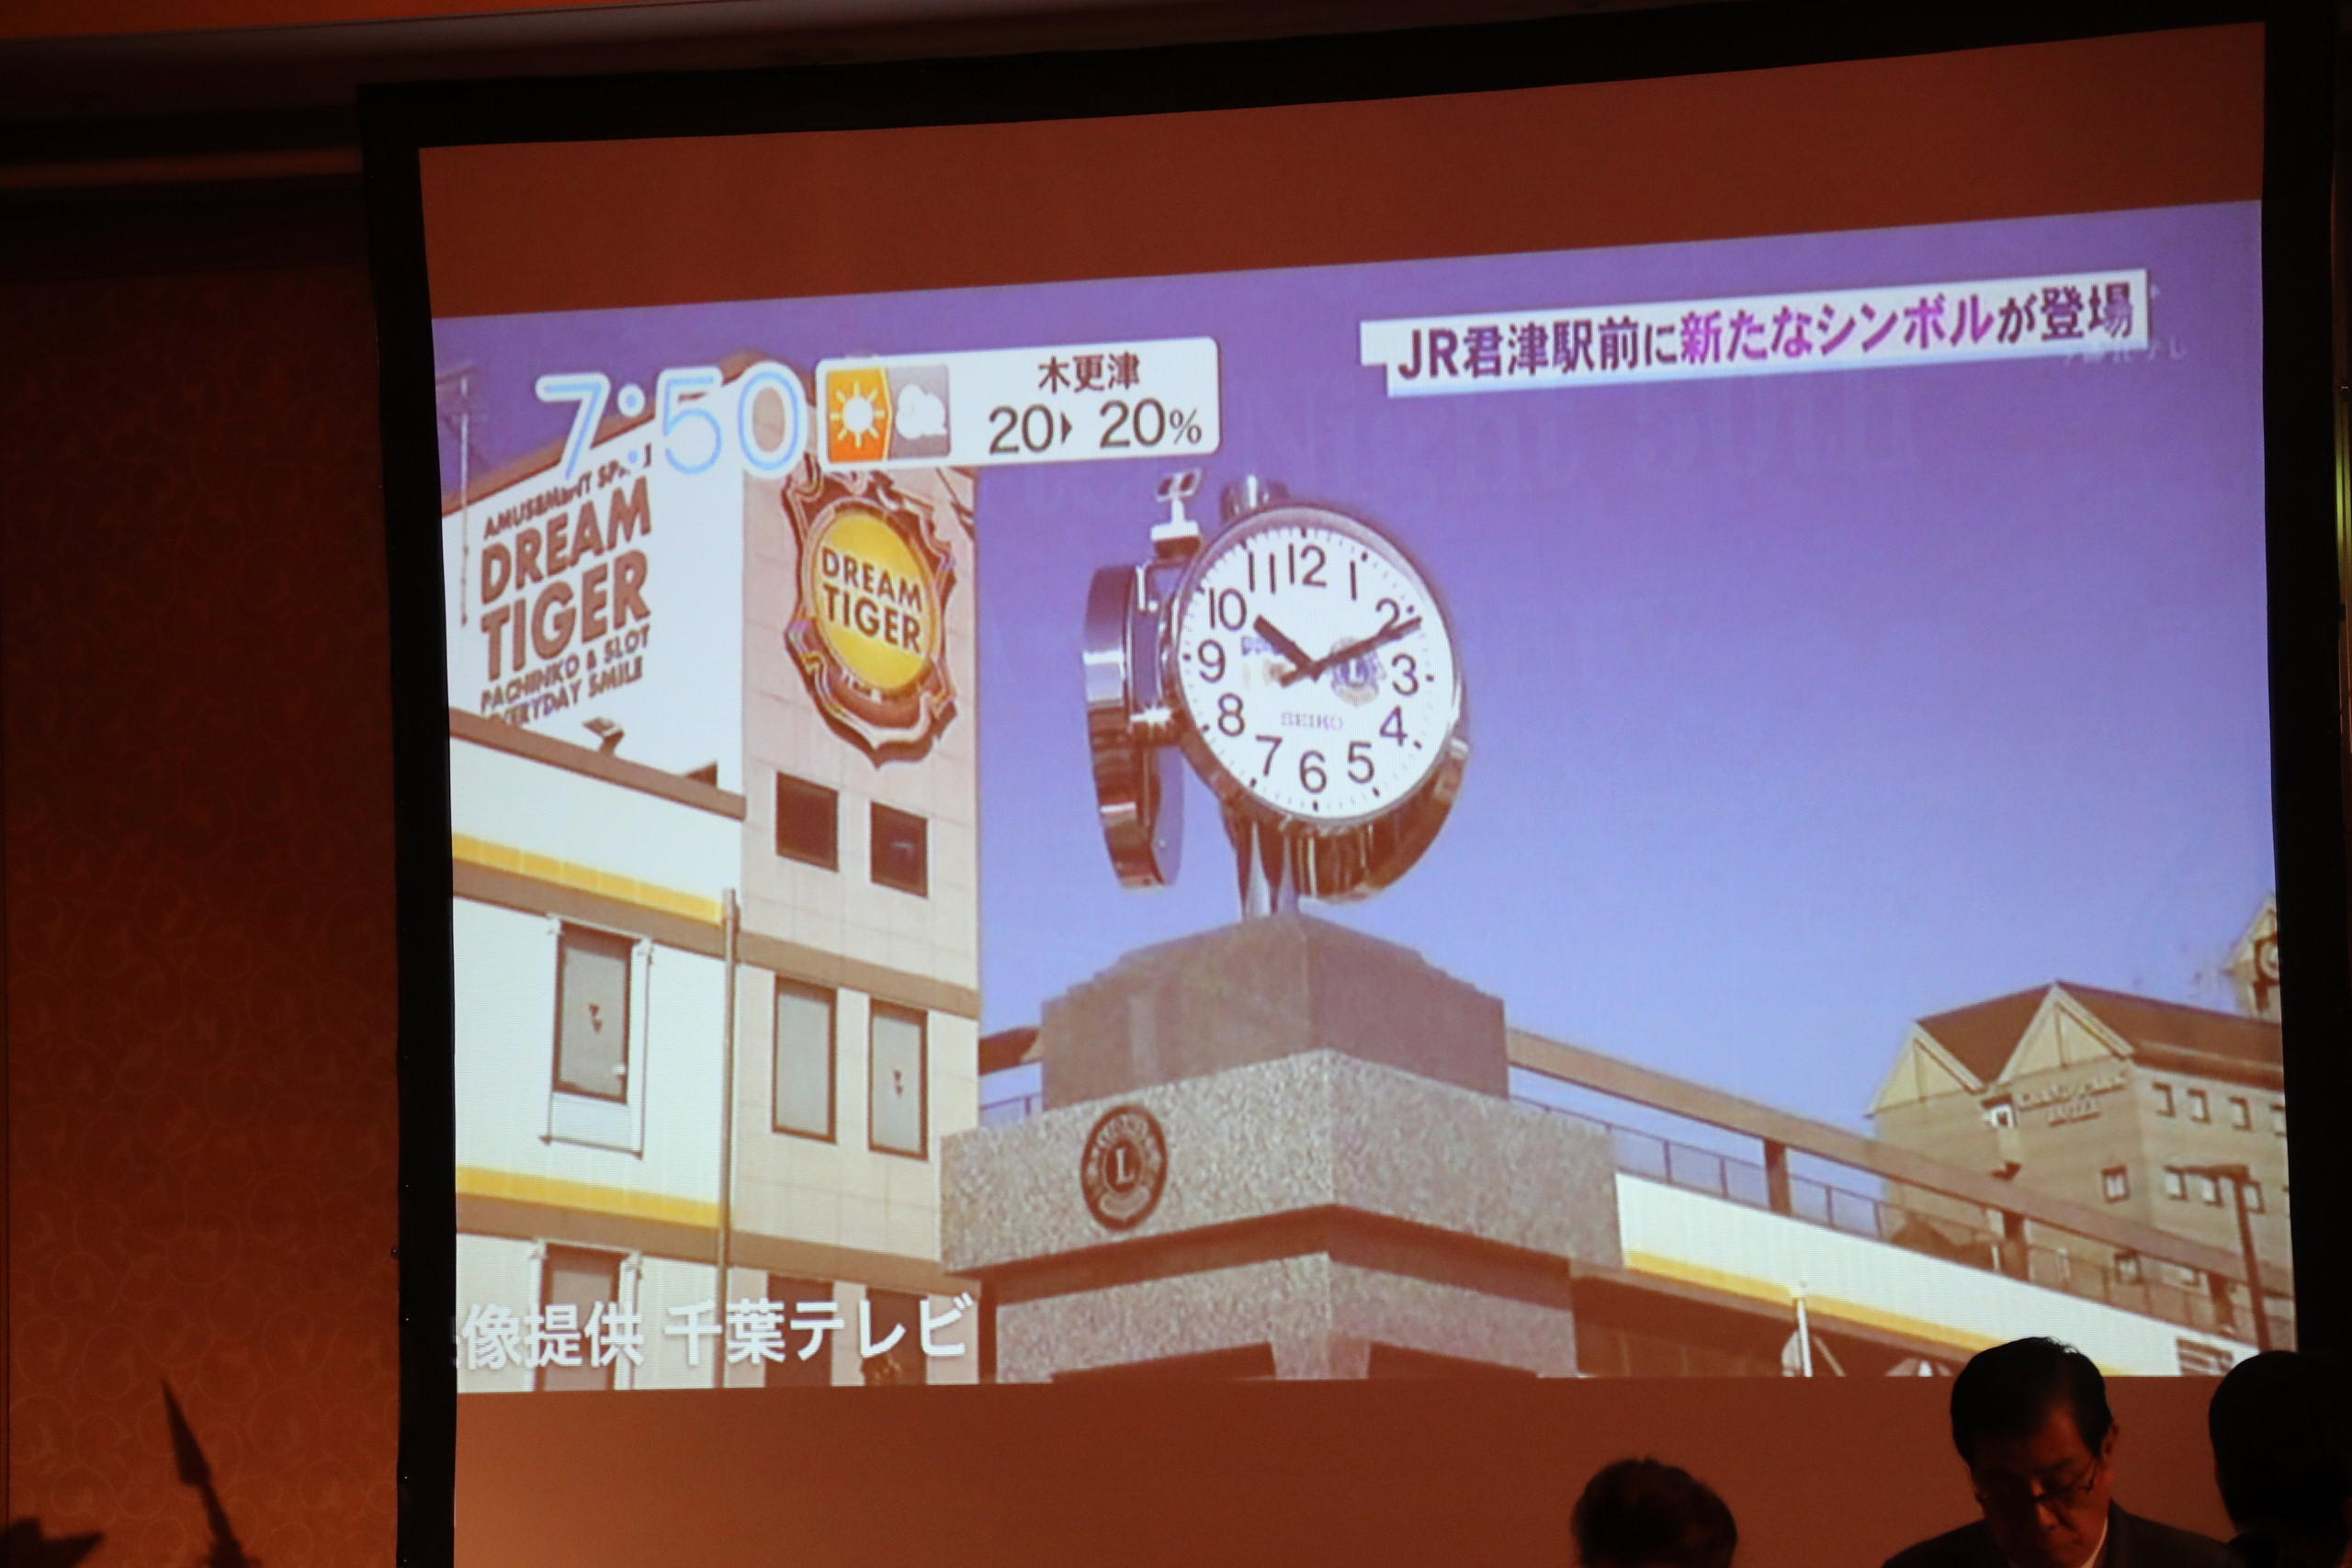 JR君津駅前に新たなシンボルが登場
7:50
木更津
20 20%
AMUSEMENT
DREAM
TIGER
PACHINKO & SLOT
EVERYDAY SMILE
DREAM
TIGER
12
1
2
3
4
5
6
7
8
9
10
11
SEIKO
L
L
像提供 千葉テレビ